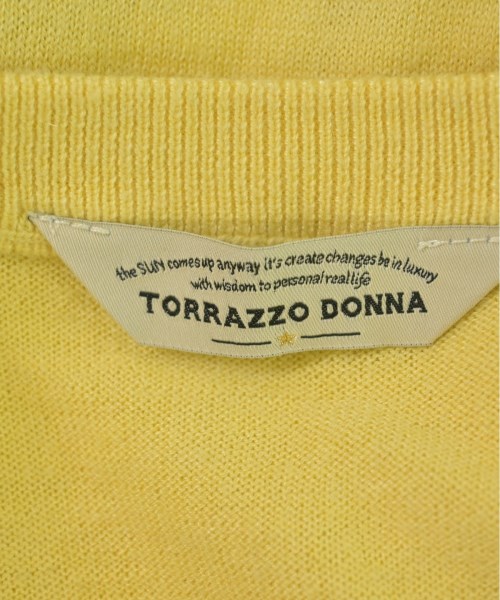 the SUN comes up anyway it's create changes be in luxury
with wisdom to personal real life
TORRAZZO DONNA